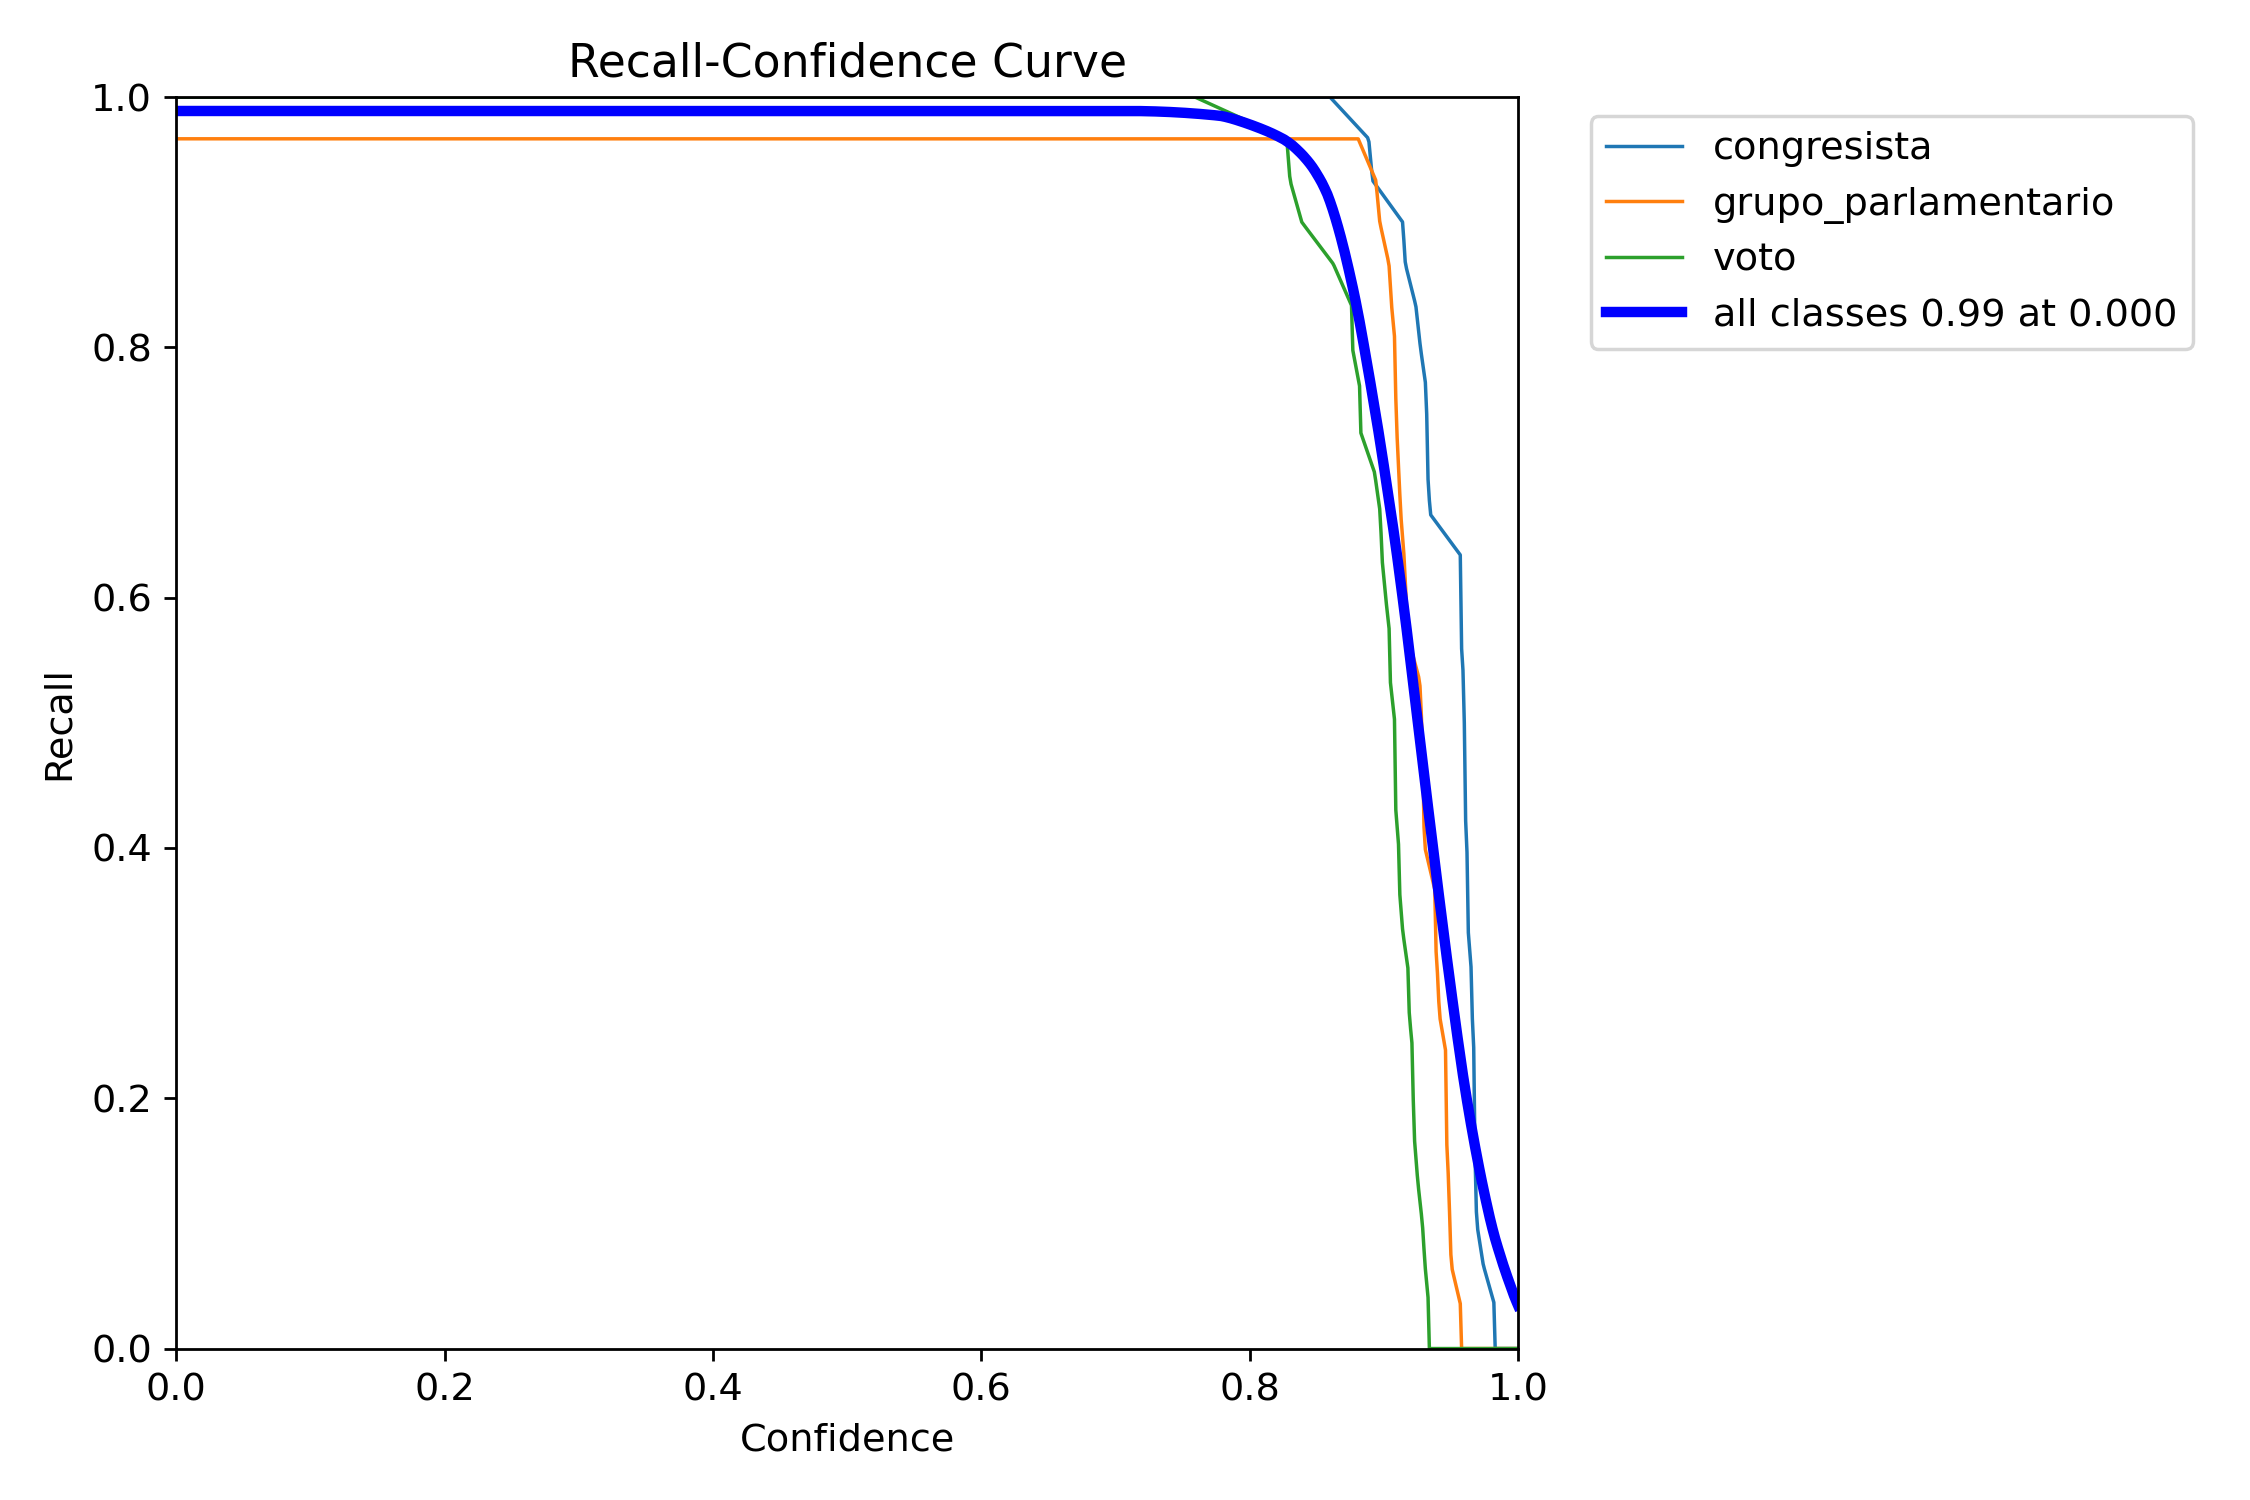 Recall-Confidence Curve
1.0
0.8
0.6
0.4
0.2
0.0
Recall
0.0 0.2 0.4 0.6 0.8 1.0
Confidence
congresista
grupo_parlamentario
voto
all classes 0.99 at 0.000